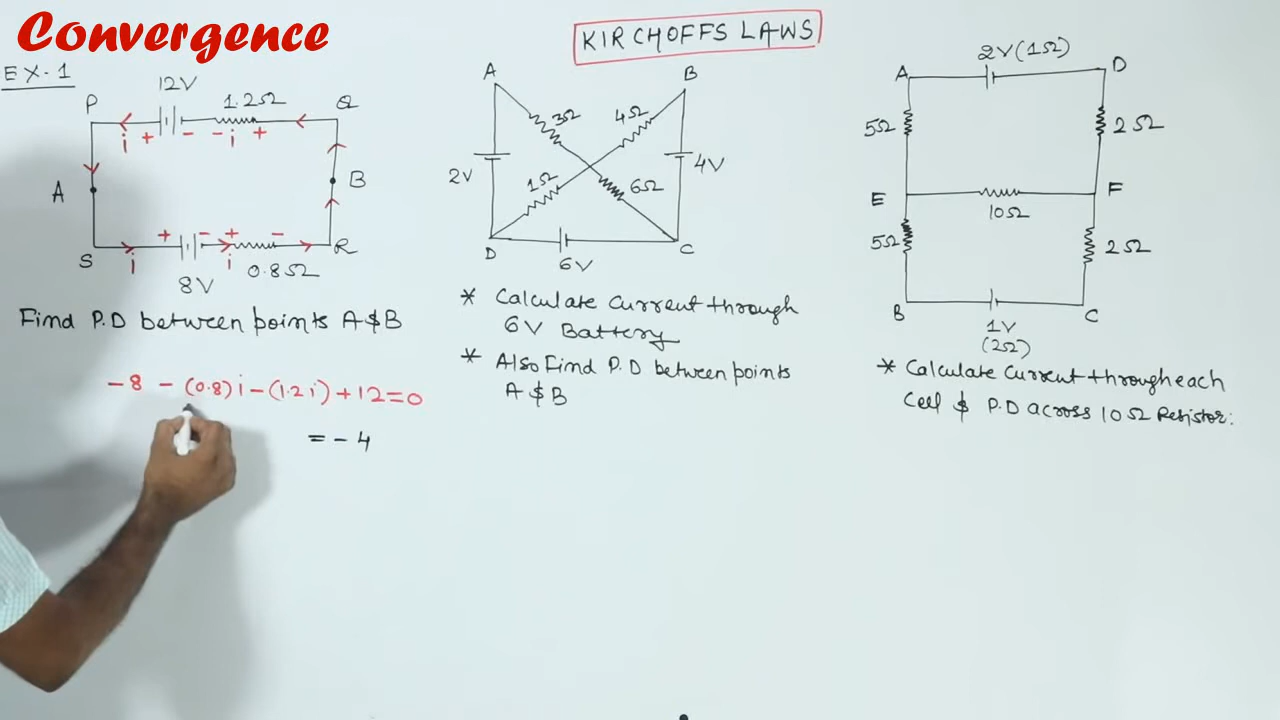 Convergence
KIRCHOFFS LAWS
EX-1
12V
1.2Ω
P
Q
i + - - i +
A
B
+ - + -
S
i
i
R
8V
0.8Ω
Find P.D between points A & B
-8 - (0.8) i - (1.2 i) + 12 = 0
= - 4
A
B
3Ω
4Ω
2V
4V
1Ω
6Ω
D
C
6V
* Calculate Current through
6V Battery
* Also Find P.D between points
A & B
2V (1Ω)
A
D
5Ω
2Ω
E
F
10Ω
5Ω
2Ω
B
C
1V
(2Ω)
* Calculate Current through each
Cell & P.D across 10Ω Resistor.